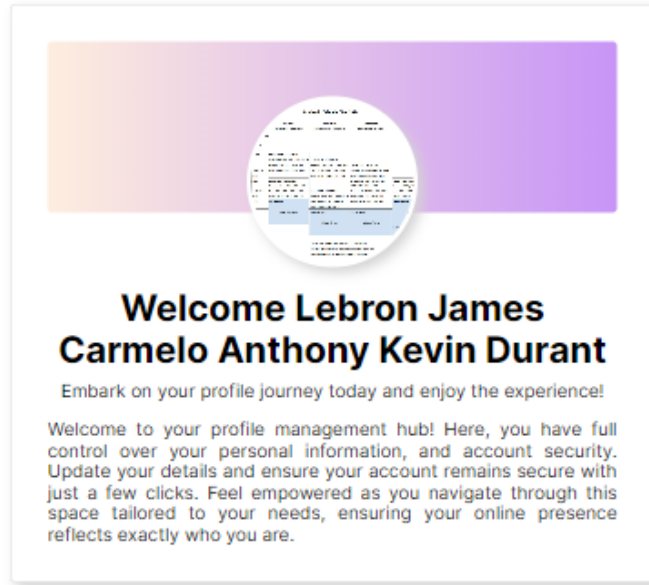 Welcome Lebron James
Carmelo Anthony Kevin Durant
Embark on your profile journey today and enjoy the experience!
Welcome to your profile management hub! Here, you have full
control over your personal information, and account security.
Update your details and ensure your account remains secure with
just a few clicks. Feel empowered as you navigate through this
space tailored to your needs, ensuring your online presence
reflects exactly who you are.